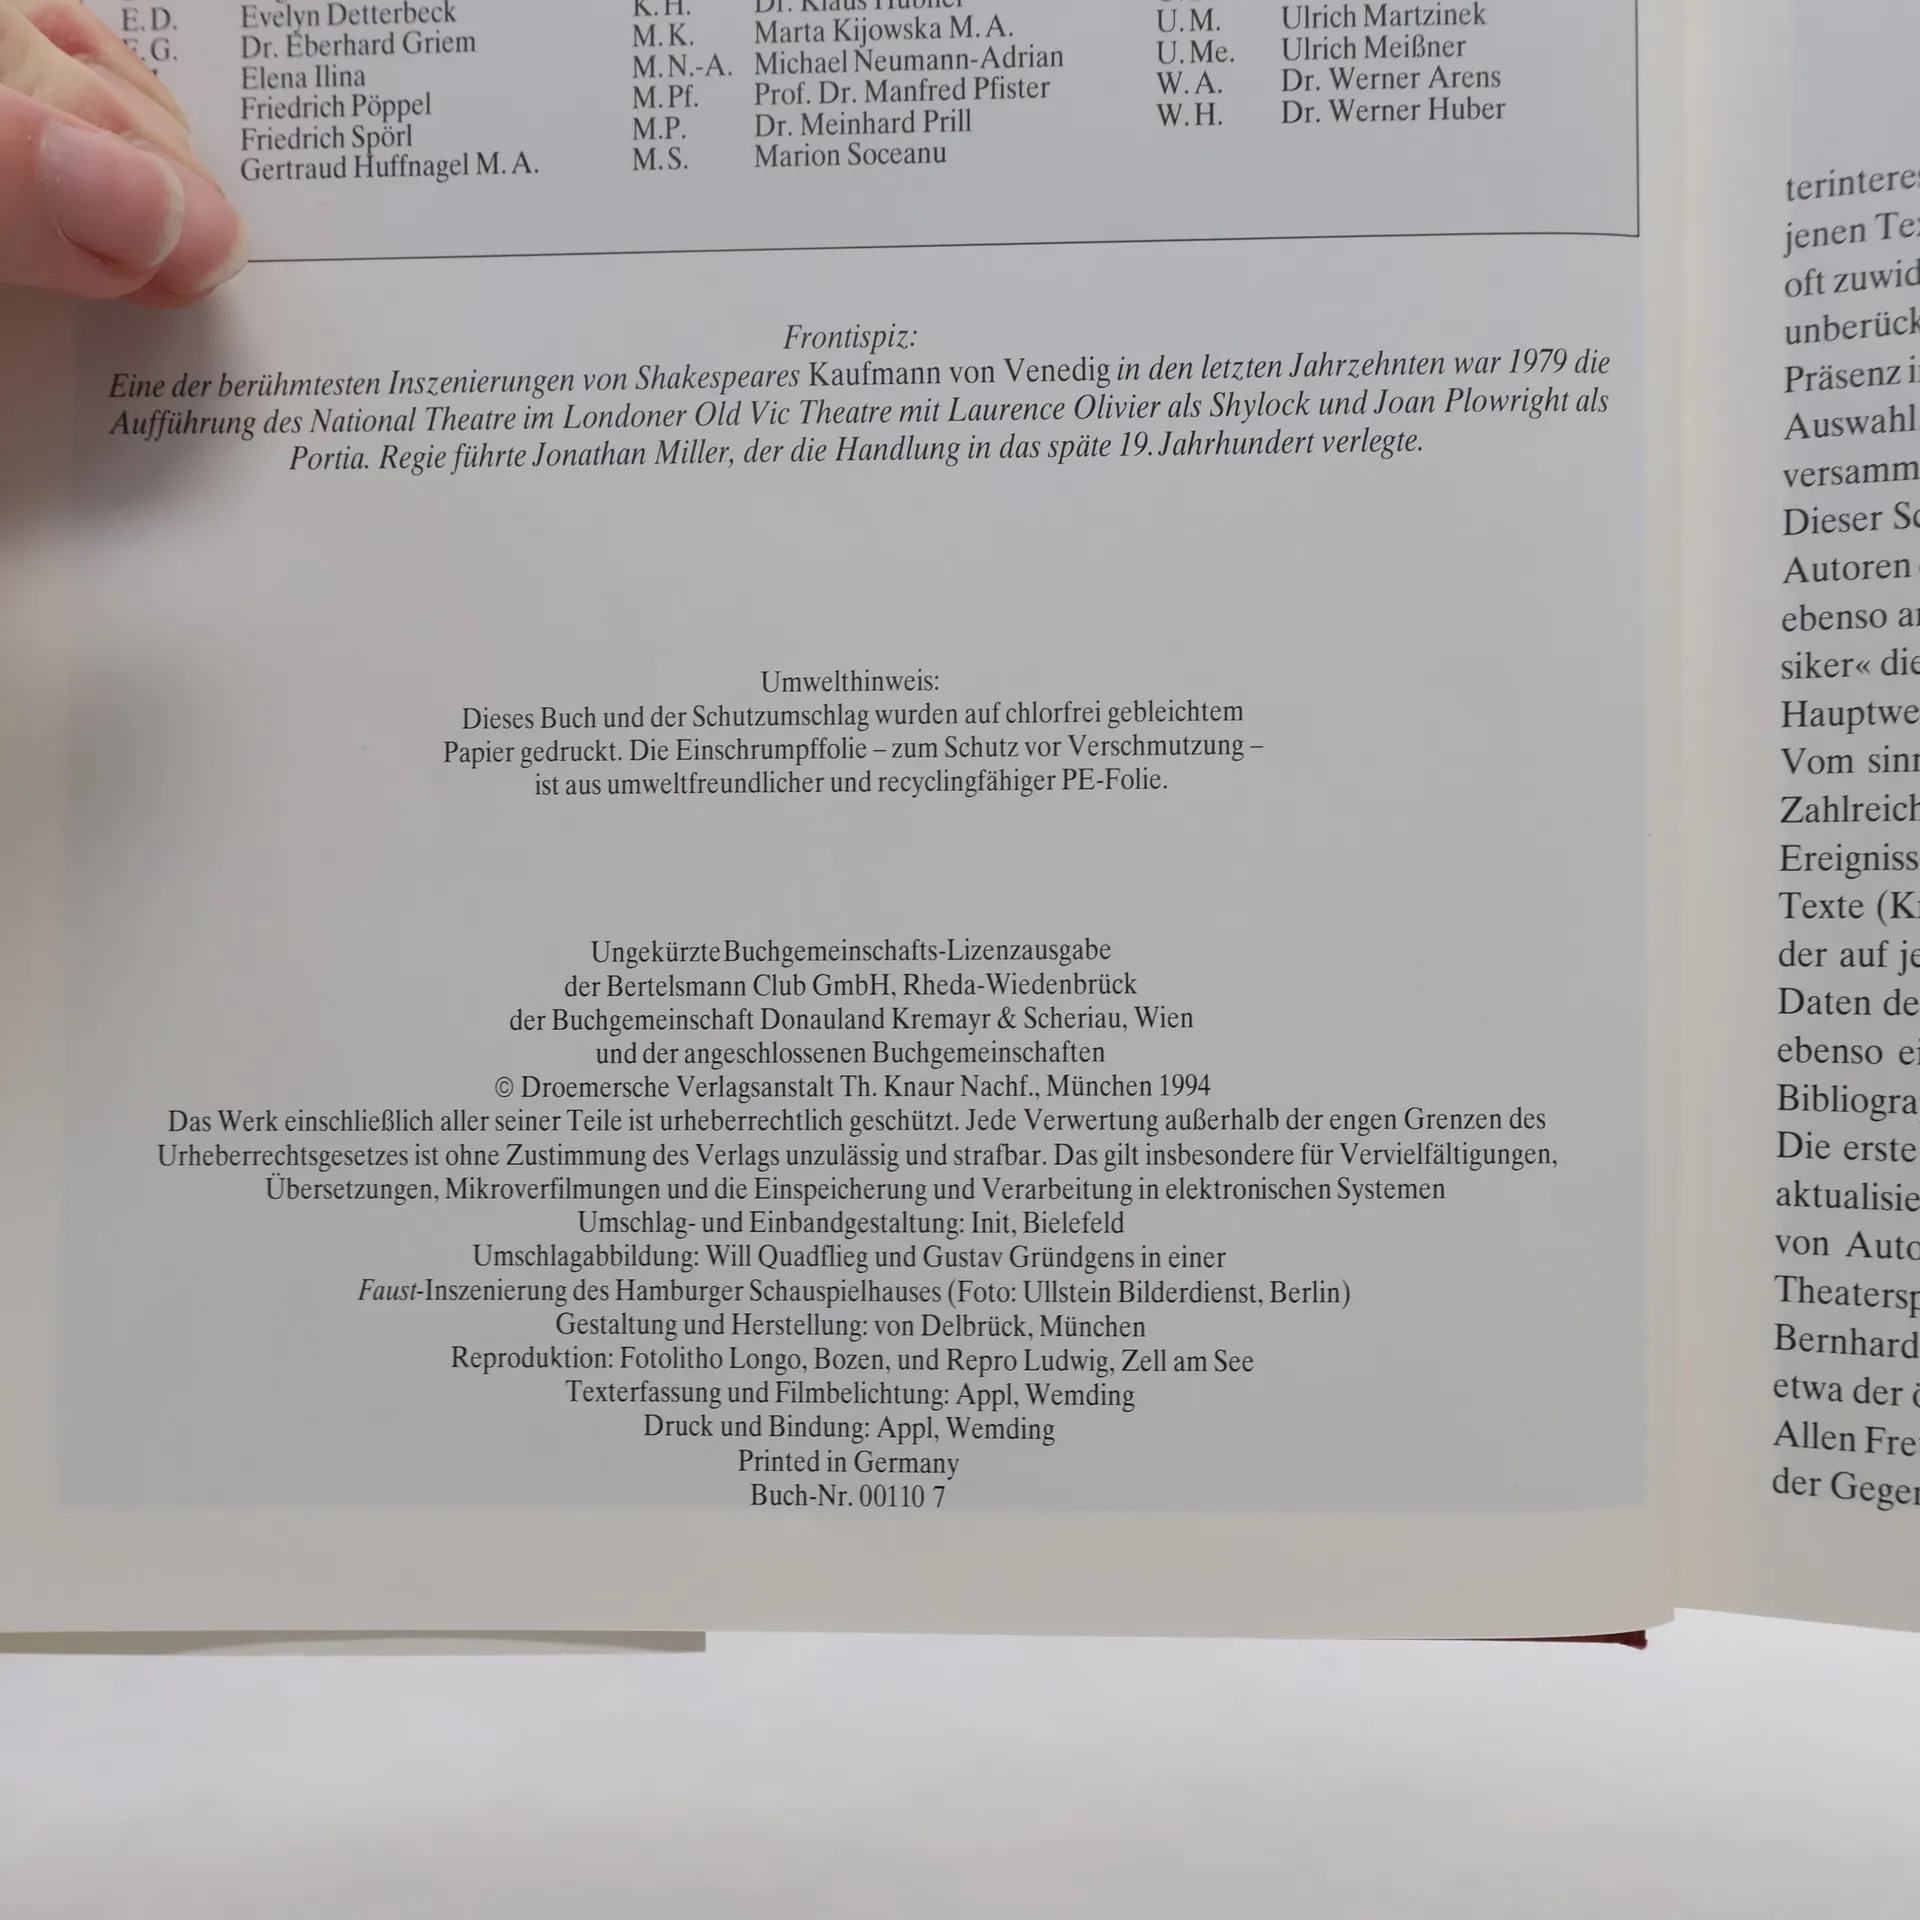 E.D. Evelyn Detterbeck
Dr. Eberhard Griem
Elena Ilina
Friedrich Pöppel
Friedrich Spörl
Gertraud Huffnagel M.A.
K.H. Dr. Klaus Hübner
M.K. Marta Kijowska M.A.
M.N.-A. Michael Neumann-Adrian
M.Pf. Prof. Dr. Manfred Pfister
M.P. Dr. Meinhard Prill
M.S. Marion Soceanu
U.M. Ulrich Martzinek
U.Me. Ulrich Meißner
W.A. Dr. Werner Arens
W.H. Dr. Werner Huber
Frontispiz:
Eine der berühmtesten Inszenierungen von Shakespeares Kaufmann von Venedig in den letzten Jahrzehnten war 1979 die
Aufführung des National Theatre im Londoner Old Vic Theatre mit Laurence Olivier als Shylock und Joan Plowright als
Portia. Regie führte Jonathan Miller, der die Handlung in das späte 19. Jahrhundert verlegte.
Umwelthinweis:
Dieses Buch und der Schutzumschlag wurden auf chlorfrei gebleichtem
Papier gedruckt. Die Einschrumpffolie – zum Schutz vor Verschmutzung –
ist aus umweltfreundlicher und recyclingfähiger PE-Folie.
Ungekürzte Buchgemeinschafts-Lizenzausgabe
der Bertelsmann Club GmbH, Rheda-Wiedenbrück
der Buchgemeinschaft Donauland Kremayr & Scheriau, Wien
und der angeschlossenen Buchgemeinschaften
© Droemersche Verlagsanstalt Th. Knaur Nachf., München 1994
Das Werk einschließlich aller seiner Teile ist urheberrechtlich geschützt. Jede Verwertung außerhalb der engen Grenzen des
Urheberrechtsgesetzes ist ohne Zustimmung des Verlags unzulässig und strafbar. Das gilt insbesondere für Vervielfältigungen,
Übersetzungen, Mikroverfilmungen und die Einspeicherung und Verarbeitung in elektronischen Systemen
Umschlag- und Einbandgestaltung: Init, Bielefeld
Umschlagabbildung: Will Quadflieg und Gustav Gründgens in einer
Faust-Inszenierung des Hamburger Schauspielhauses (Foto: Ullstein Bilderdienst, Berlin)
Gestaltung und Herstellung: von Delbrück, München
Reproduktion: Fotolitho Longo, Bozen, und Repro Ludwig, Zell am See
Texterfassung und Filmbelichtung: Appl, Wemding
Druck und Bindung: Appl, Wemding
Printed in Germany
Buch-Nr. 00110 7
jenen
oft
Auswahl
Dieser
Autoren
ebenso
siker« die
Vom
Texte
der auf
Daten
ebenso
Die erste
von
Bernhard
etwa der
Allen
der